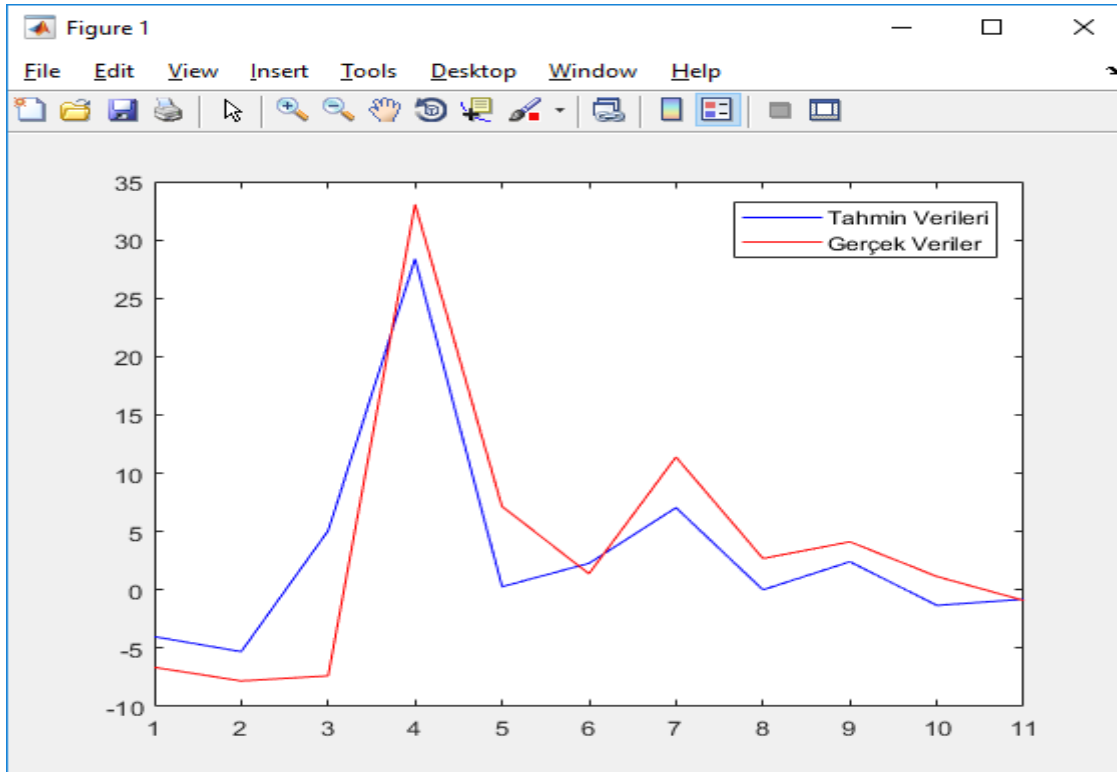 Figure 1
File Edit View Insert Tools Desktop Window Help
35
30
25
20
15
10
5
0
-5
-10
1 2 3 4 5 6 7 8 9 10 11
Tahmin Verileri
Gerçek Veriler